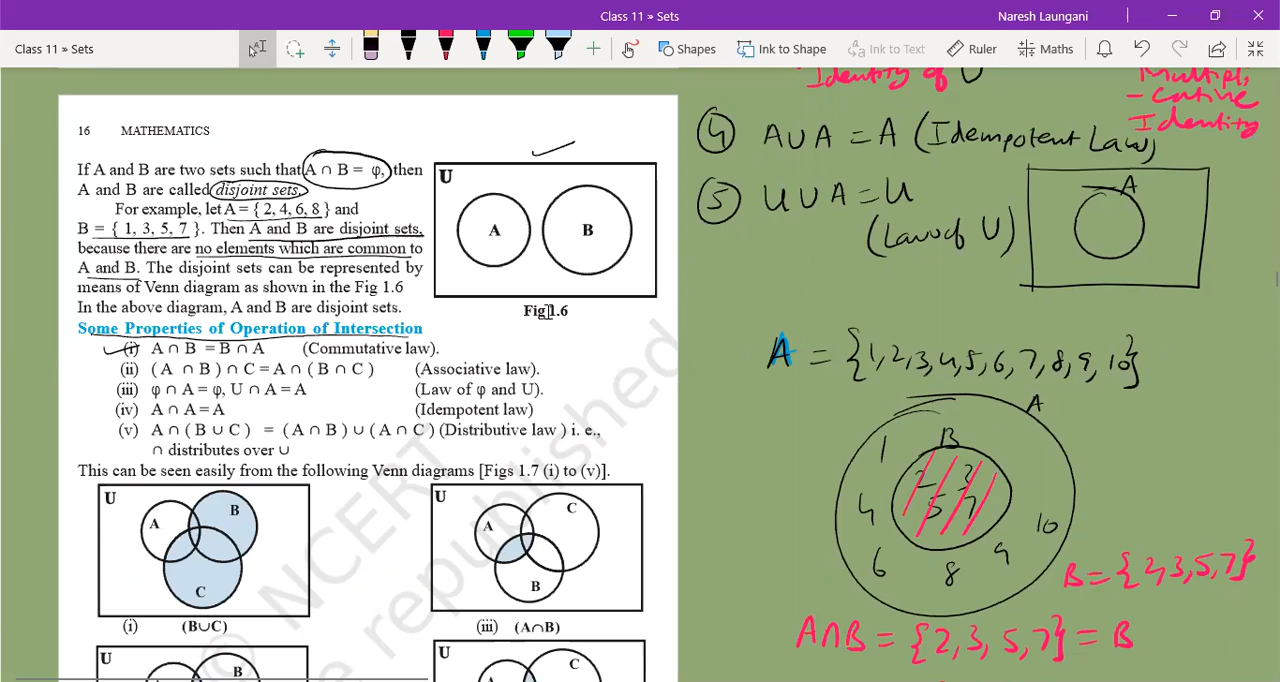 Class 11 » Sets
Naresh Laungani
Class 11 » Sets
Shapes
Ink to Shape
Ink to Text
Ruler
Maths
16 MATHEMATICS
If A and B are two sets such that A ∩ B = φ, then
A and B are called disjoint sets.
For example, let A = { 2, 4, 6, 8 } and
B = { 1, 3, 5, 7 }. Then A and B are disjoint sets,
because there are no elements which are common to
A and B. The disjoint sets can be represented by
means of Venn diagram as shown in the Fig 1.6
In the above diagram, A and B are disjoint sets.
U
A
B
Fig 1.6
Some Properties of Operation of Intersection
(i) A ∩ B = B ∩ A (Commutative law).
(ii) ( A ∩ B ) ∩ C = A ∩ ( B ∩ C ) (Associative law).
(iii) φ ∩ A = φ, U ∩ A = A (Law of φ and U).
(iv) A ∩ A = A (Idempotent law)
(v) A ∩ ( B ∪ C ) = ( A ∩ B ) ∪ ( A ∩ C ) (Distributive law ) i. e.,
∩ distributes over ∪
This can be seen easily from the following Venn diagrams [Figs 1.7 (i) to (v)].
U
A
B
C
(i) (B∪C)
U
A
C
B
(iii) (A∩B)
U
B
U
C
A
© NCERT
republished
Identity of U
Multipli
-cative
Identity
4 A∪A = A (Idempotent Law)
5 U∪A = U
(Law of U)
A
A = {1, 2, 3, 4, 5, 6, 7, 8, 9, 10}
A
B
1
2 3
5 7
4
6
8
9
10
B = {2, 3, 5, 7}
A∩B = {2, 3, 5, 7} = B